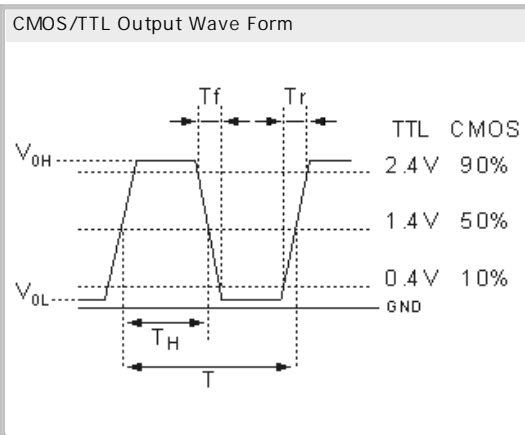 CMOS/TTL Output Wave Form
Tf Tr
TTL CMOS
V0H 2.4V 90%
1.4V 50%
0.4V 10%
V0L GND
TH
T